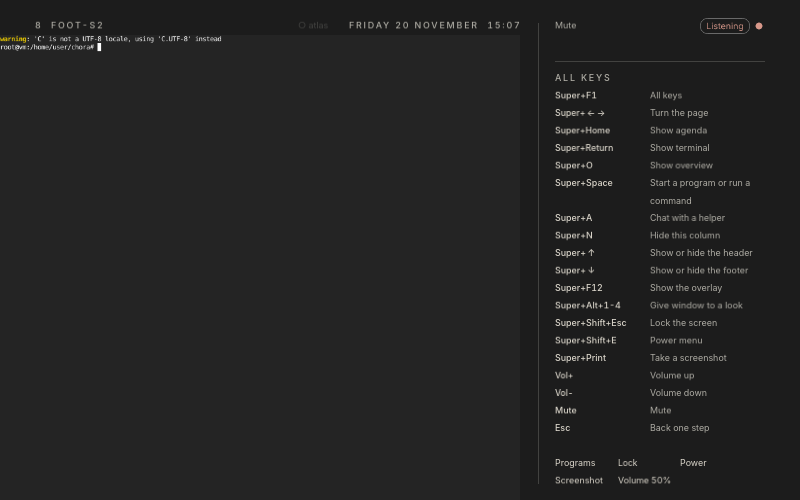 8 FOOT-S2
atlas
FRIDAY 20 NOVEMBER 15:07
warning: 'C' is not a UTF-8 locale, using 'C.UTF-8' instead
root@vm:/home/user/chora#
Mute
Listening
ALL KEYS
Super+F1 All keys
Super+ ← → Turn the page
Super+Home Show agenda
Super+Return Show terminal
Super+O Show overview
Super+Space Start a program or run a
command
Super+A Chat with a helper
Super+N Hide this column
Super+ ↑ Show or hide the header
Super+ ↓ Show or hide the footer
Super+F12 Show the overlay
Super+Alt+1-4 Give window to a look
Super+Shift+Esc Lock the screen
Super+Shift+E Power menu
Super+Print Take a screenshot
Vol+ Volume up
Vol- Volume down
Mute Mute
Esc Back one step
Programs Lock Power
Screenshot Volume 50%